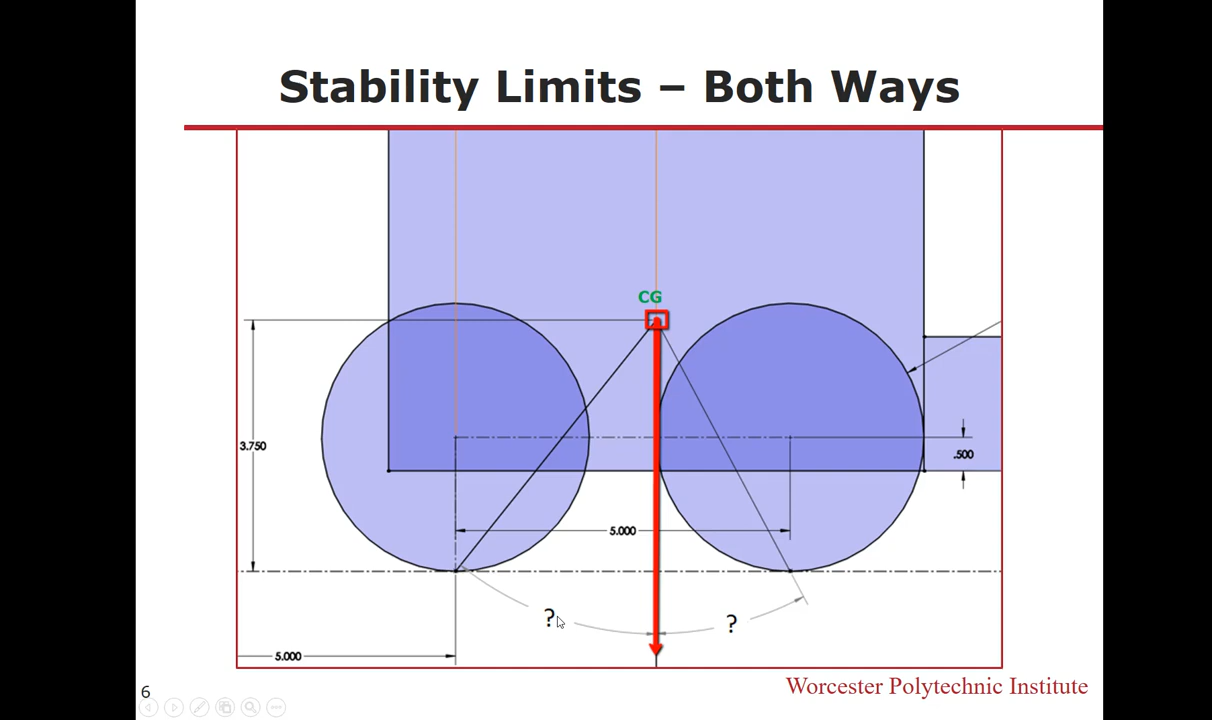 Stability Limits – Both Ways
CG
3.750
.500
5.000
?
?
5.000
Worcester Polytechnic Institute
6